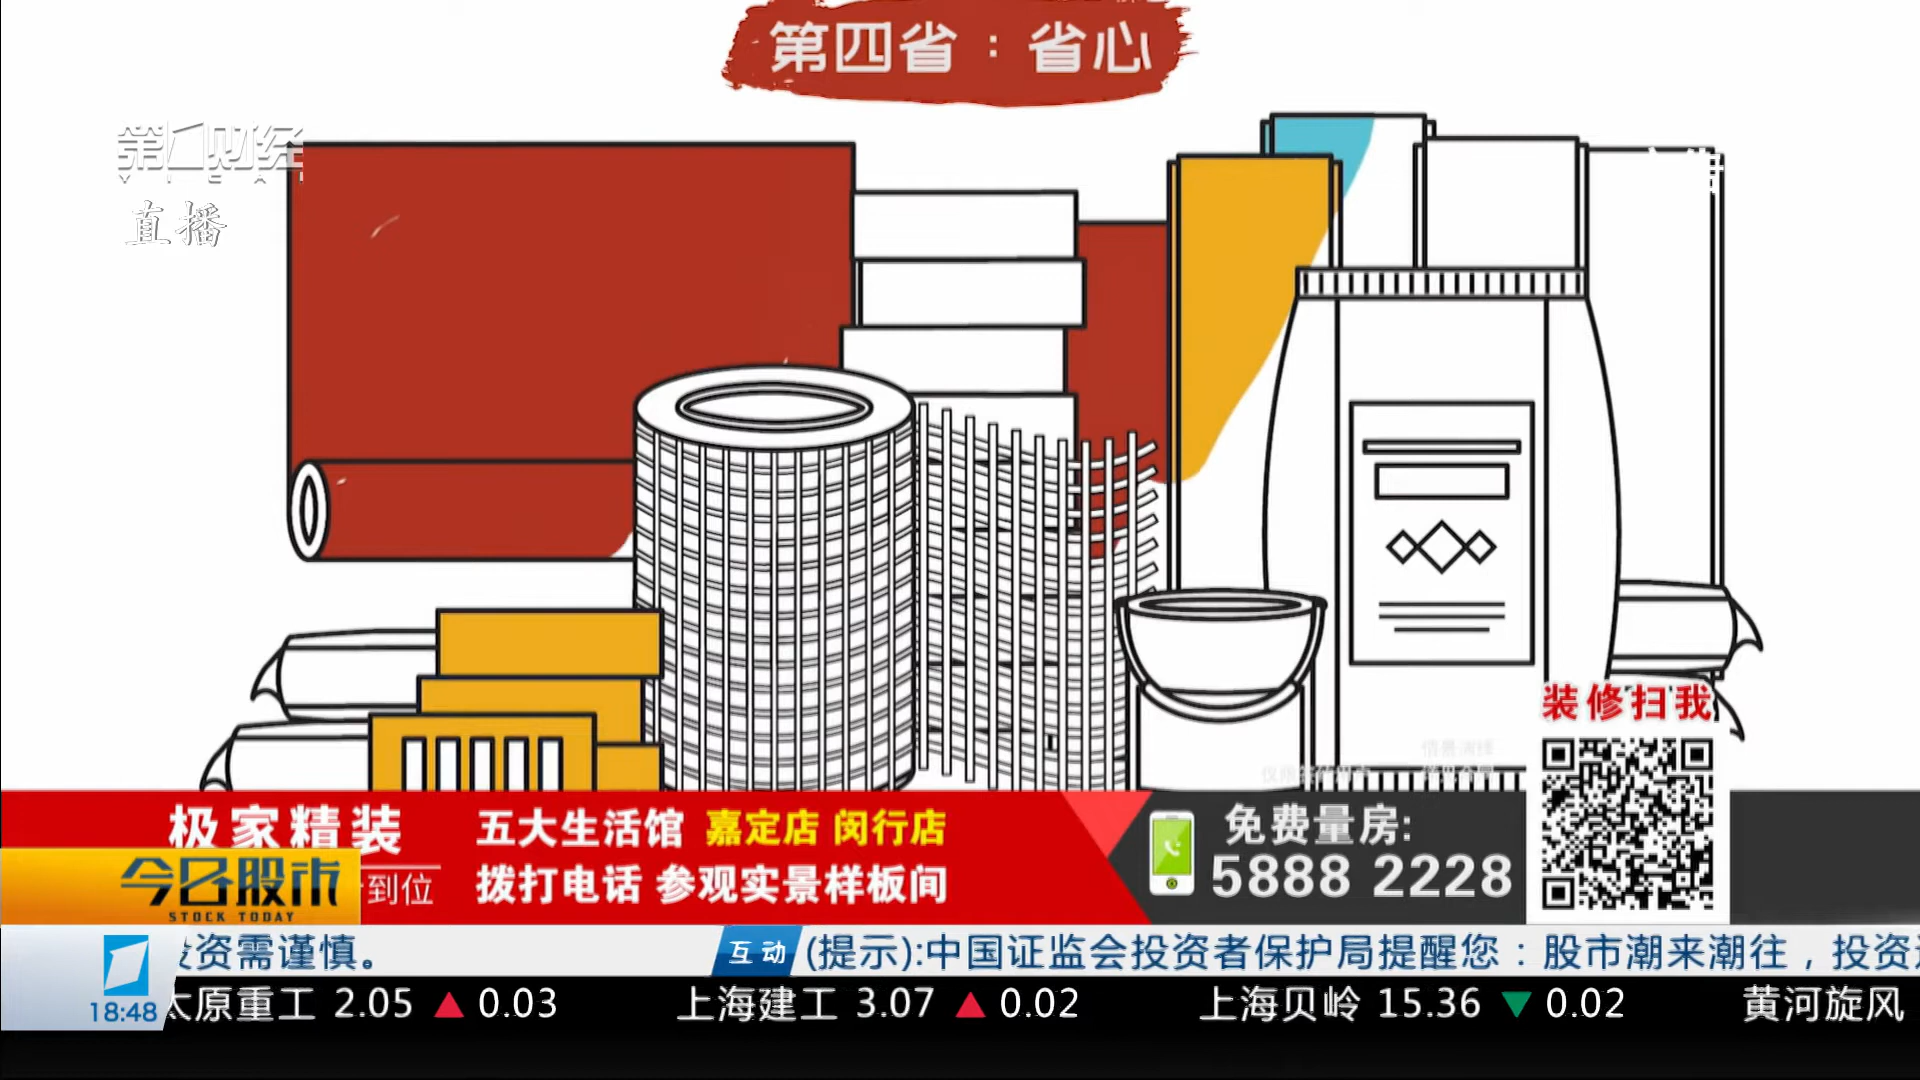 第四省：省心
第一财经
YICAI
直播
装修扫我
极家精装
到位
五大生活馆 嘉定店 闵行店
拨打电话 参观实景样板间
免费量房:
5888 2228
今日股市
STOCK TODAY
资需谨慎。
互动
(提示):中国证监会投资者保护局提醒您：股市潮来潮往，投资
18:48
太原重工 2.05 ▲ 0.03
上海建工 3.07 ▲ 0.02
上海贝岭 15.36 ▼ 0.02
黄河旋风